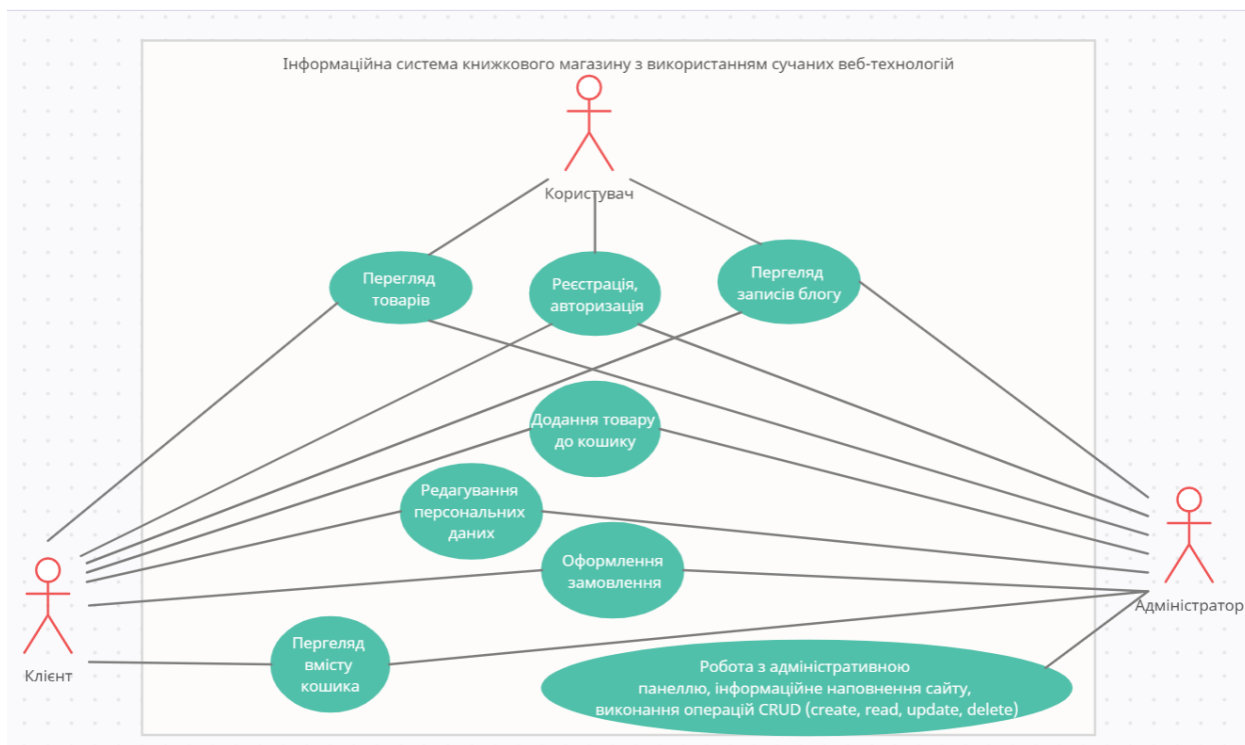 Інформаційна система книжкового магазину з використанням сучаних веб-технологій
Користувач
Перегляд
товарів
Реєстрація,
авторизація
Пергеляд
записів блогу
Додання товару
до кошику
Редагування
персональних
даних
Оформлення
замовлення
Адміністратор
Пергеляд
вмісту
кошика
Клієнт
Робота з адміністративною
панеллю, інформаційне наповнення сайту,
виконання операцій CRUD (create, read, update, delete)